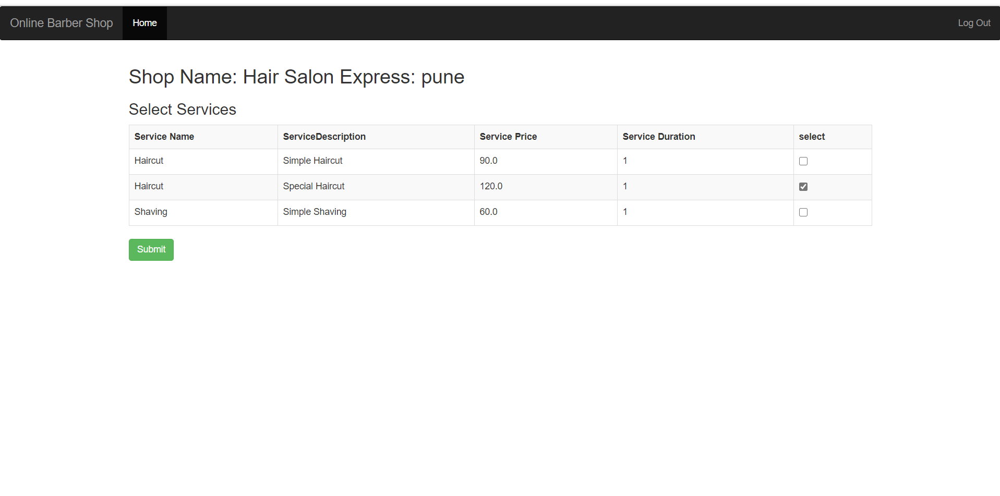 Online Barber Shop Home Log Out
Shop Name: Hair Salon Express: pune
Select Services
Service Name ServiceDescription Service Price Service Duration select
Haircut Simple Haircut 90.0 1
Haircut Special Haircut 120.0 1
Shaving Simple Shaving 60.0 1
Submit